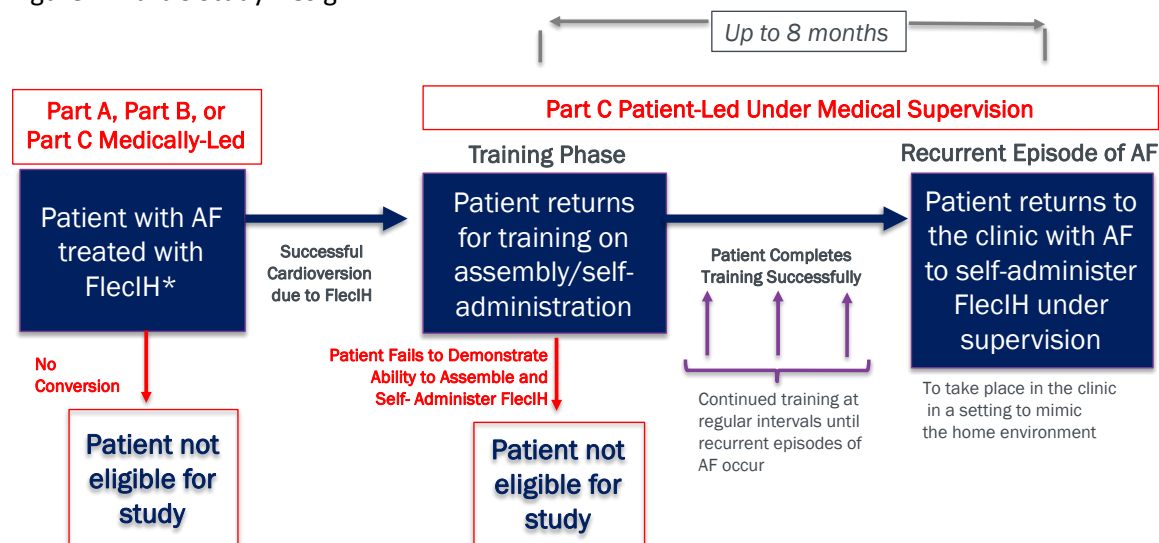 Up to 8 months
Part A, Part B, or
Part C Medically-Led
Part C Patient-Led Under Medical Supervision
Training Phase
Recurrent Episode of AF
Patient with AF
treated with
FlecIH*
Successful
Cardioversion
due to FlecIH
Patient returns
for training on
assembly/self-
administration
Patient Completes
Training Successfully
Patient returns to
the clinic with AF
to self-administer
FlecIH under
supervision
No
Conversion
Patient Fails to Demonstrate
Ability to Assemble and
Self- Administer FlecIH
Continued training at
regular intervals until
recurrent episodes of
AF occur
To take place in the clinic
in a setting to mimic
the home environment
Patient not
eligible for
study
Patient not
eligible for
study